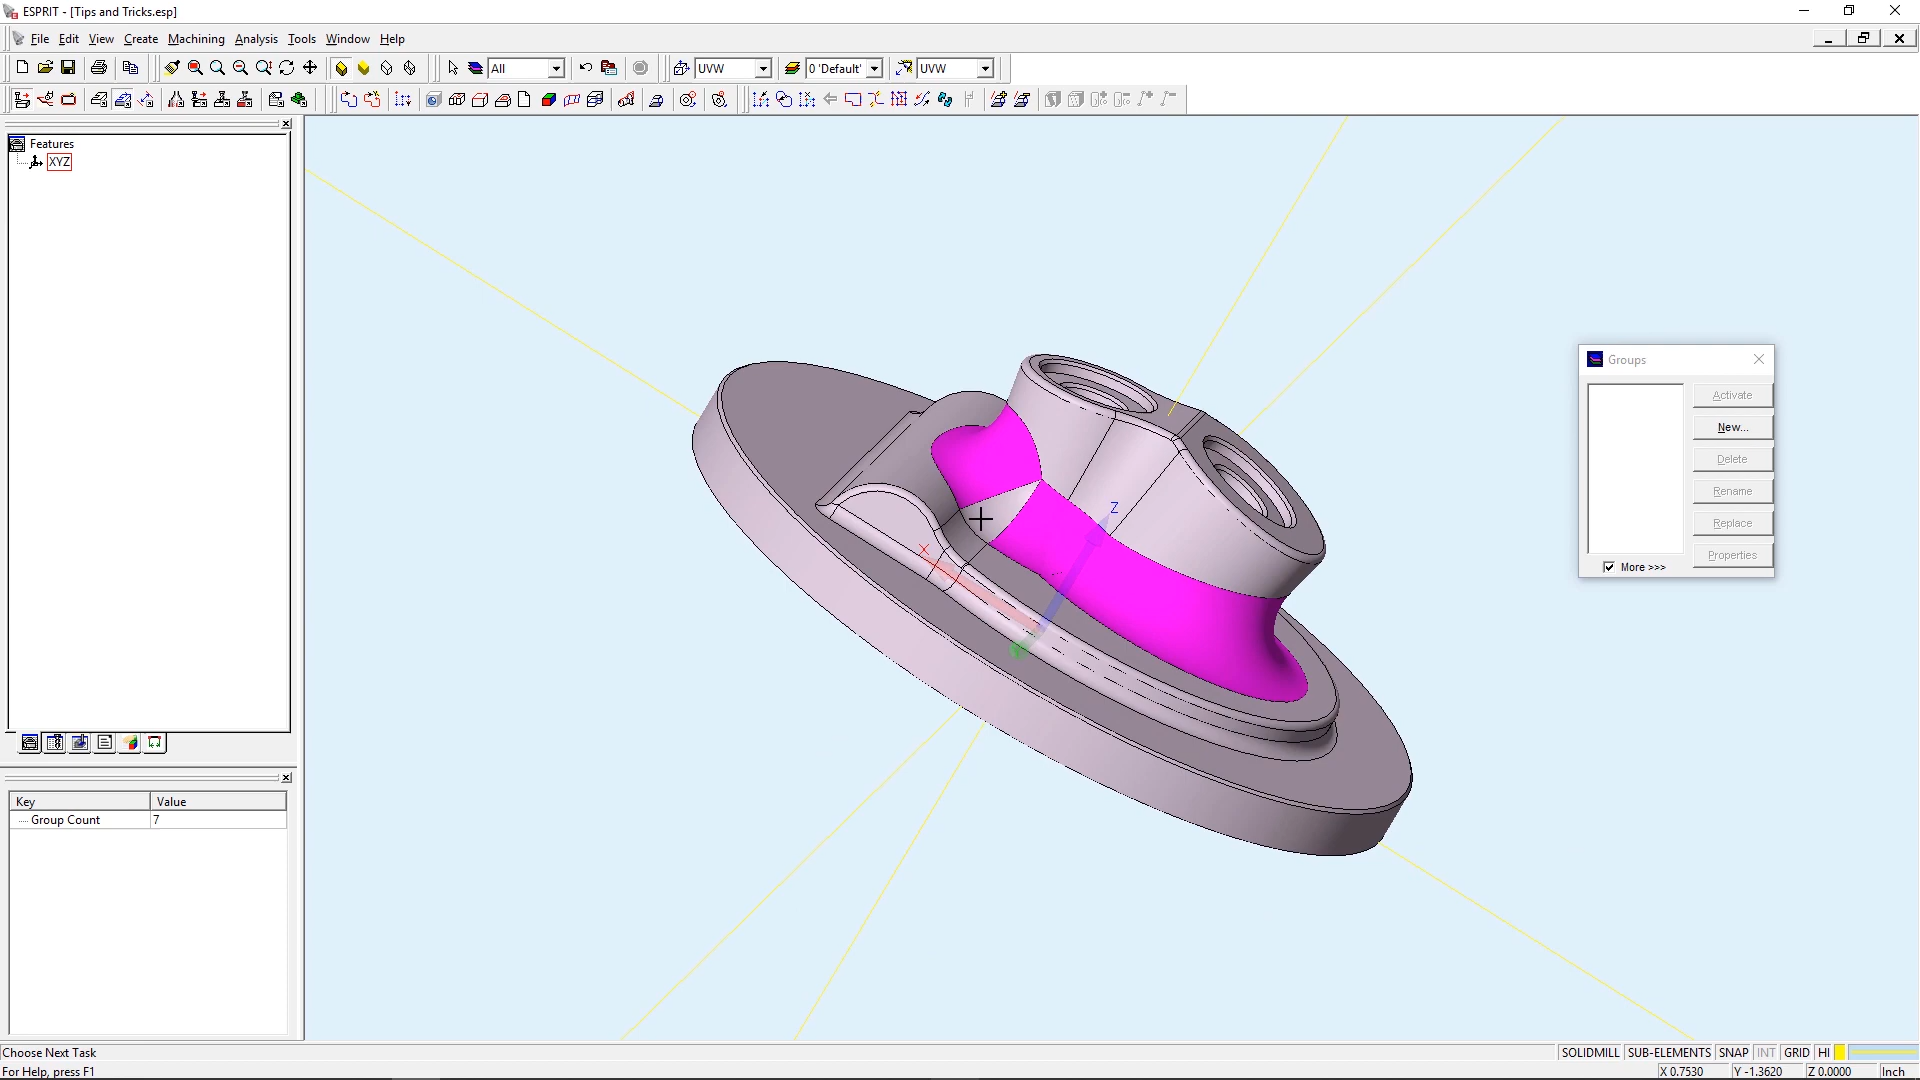 ESPRIT - [Tips and Tricks.esp]
File Edit View Create Machining Analysis Tools Window Help
All UVW 0 'Default' UVW
Features
XYZ
Z
X
Groups
Activate
New...
Delete
Rename
Replace
Properties
More >>>
Key Value
Group Count 7
Choose Next Task SOLIDMILL SUB-ELEMENTS SNAP INT GRID HI
For Help, press F1 X 0.7530 Y -1.3620 Z 0.0000 Inch